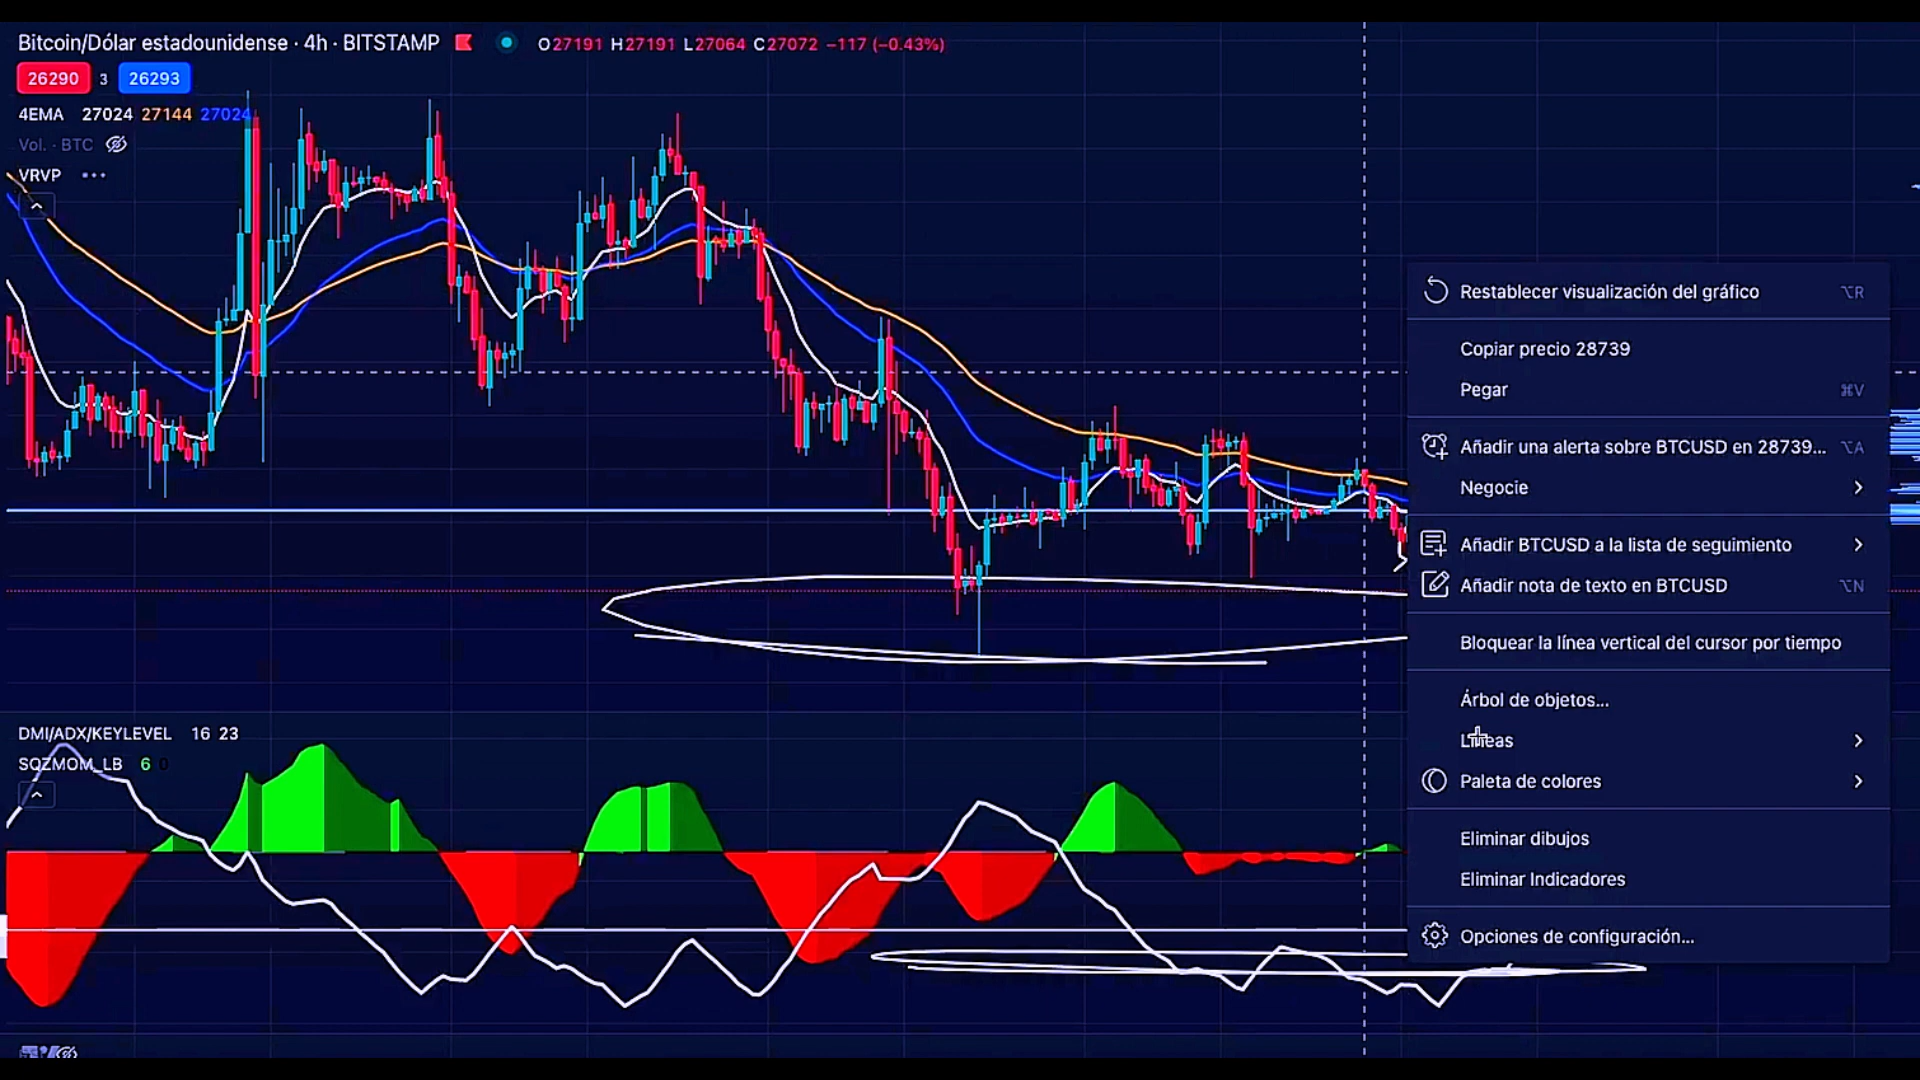 Bitcoin/Dólar estadounidense · 4h · BITSTAMP O27191 H27191 L27064 C27072 −117 (−0.43%)
26290 3 26293
4EMA 27024 27144 27024
Vol. · BTC
VRVP
Restablecer visualización del gráfico ⌥R
Copiar precio 28739
Pegar ⌘V
Añadir una alerta sobre BTCUSD en 28739... ⌥A
Negocie
Añadir BTCUSD a la lista de seguimiento
Añadir nota de texto en BTCUSD ⌥N
Bloquear la línea vertical del cursor por tiempo
Árbol de objetos...
Líneas
Paleta de colores
Eliminar dibujos
Eliminar Indicadores
Opciones de configuración...
DMI/ADX/KEYLEVEL 16 23
SQZMOM_LB 6 0